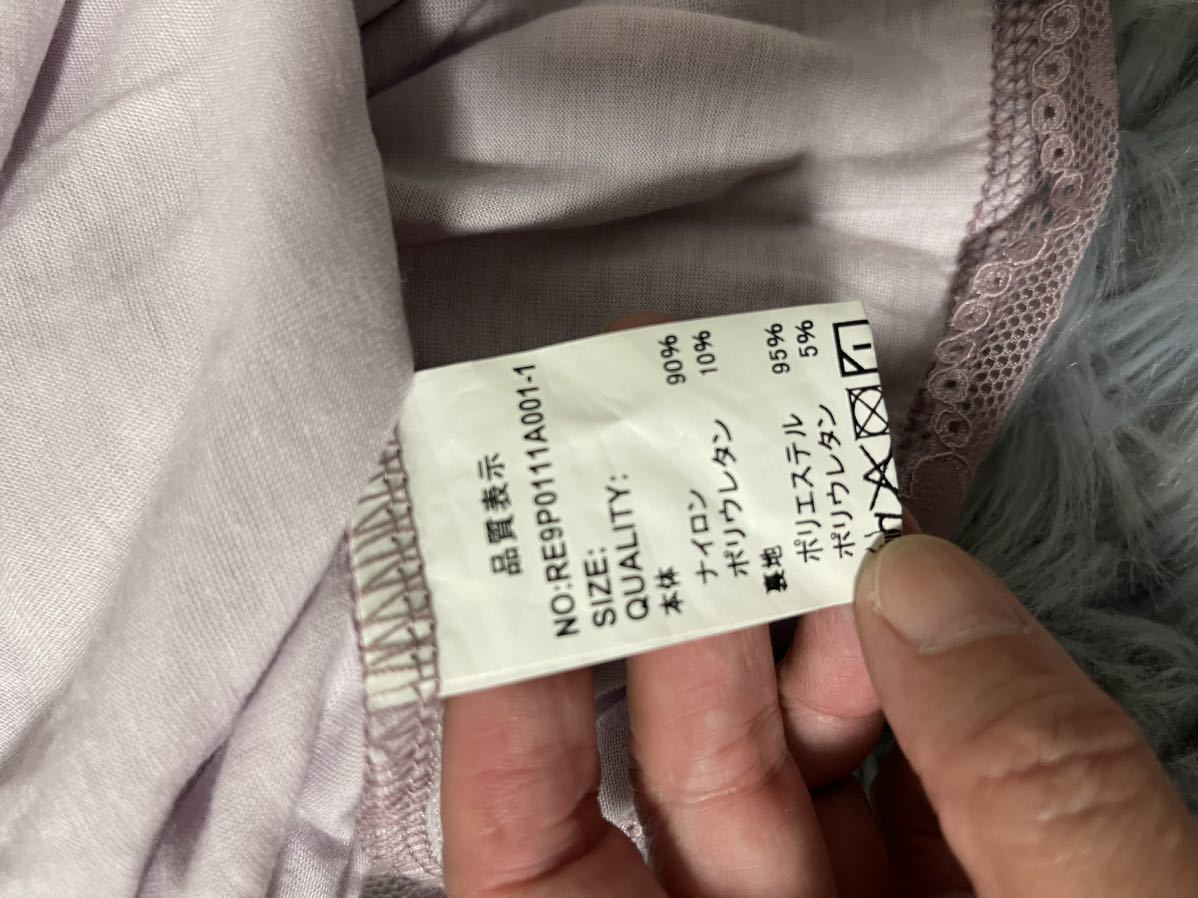 品質表示
NO:RE9P0111A001-1
SIZE:
QUALITY:
本体
ナイロン 90%
ポリウレタン 10%
裏地
ポリエステル 95%
ポリウレタン 5%